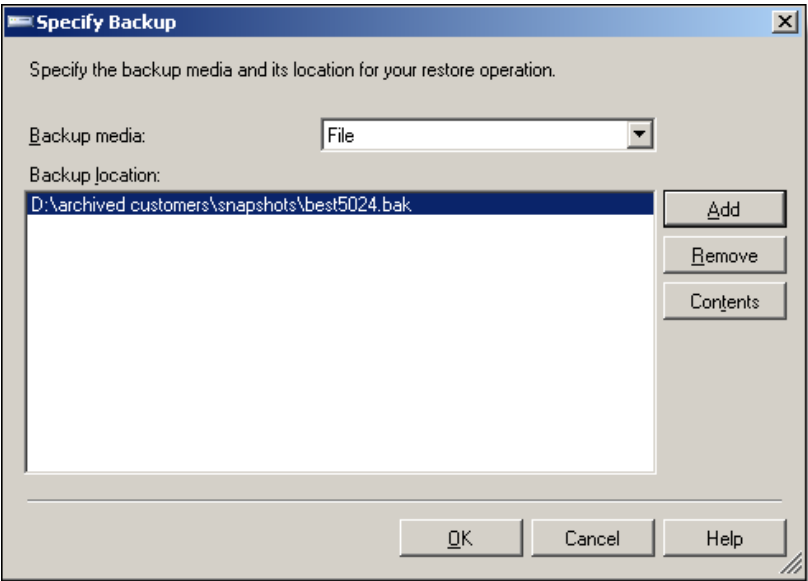 Specify Backup
Specify the backup media and its location for your restore operation.
Backup media:
File
Backup location:
D:\archived customers\snapshots\best5024.bak
Add
Remove
Contents
OK
Cancel
Help